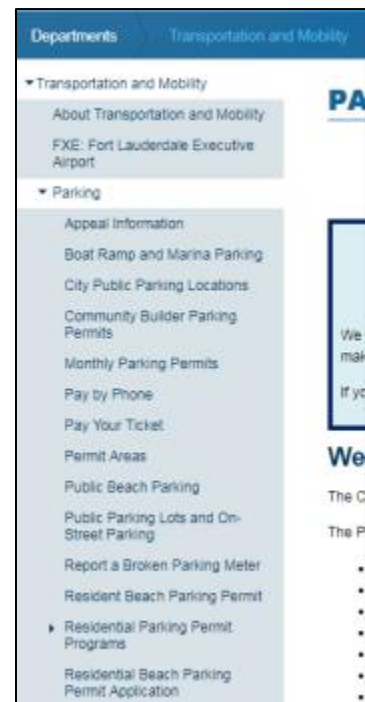 Departments
Transportation and Mobility
Transportation and Mobility
About Transportation and Mobility
FXE: Fort Lauderdale Executive
Airport
Parking
Appeal Information
Boat Ramp and Marina Parking
City Public Parking Locations
Community Builder Parking
Permits
Monthly Parking Permits
Pay by Phone
Pay Your Ticket
Permit Areas
Public Beach Parking
Public Parking Lots and On-
Street Parking
Report a Broken Parking Meter
Resident Beach Parking Permit
Residential Parking Permit
Programs
Residential Beach Parking
Permit Application
PA
We
mak
If yo
We
The C
The P